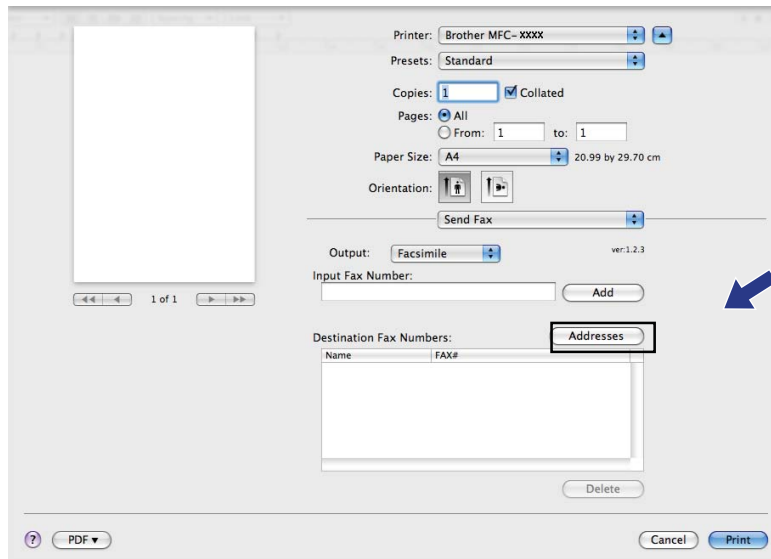 Printer: Brother MFC- XXXX
Presets: Standard
Copies: 1 Collated
Pages: All
From: 1 to: 1
Paper Size: A4 20.99 by 29.70 cm
Orientation:
Send Fax
Output: Facsimile ver:1.2.3
Input Fax Number:
Add
1 of 1
Destination Fax Numbers: Addresses
Name FAX#
Delete
? PDF Cancel Print